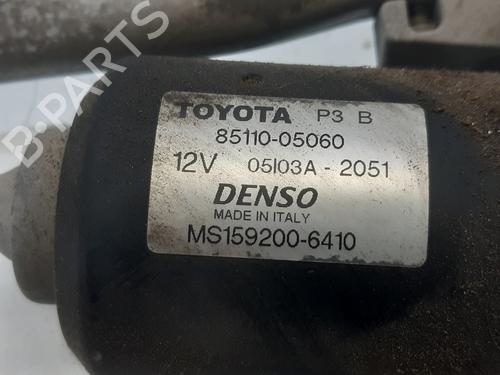 TOYOTA P3 B
85110-05060
12V 05I03A - 2051
DENSO
MADE IN ITALY
MS159200-6410
B-Parts